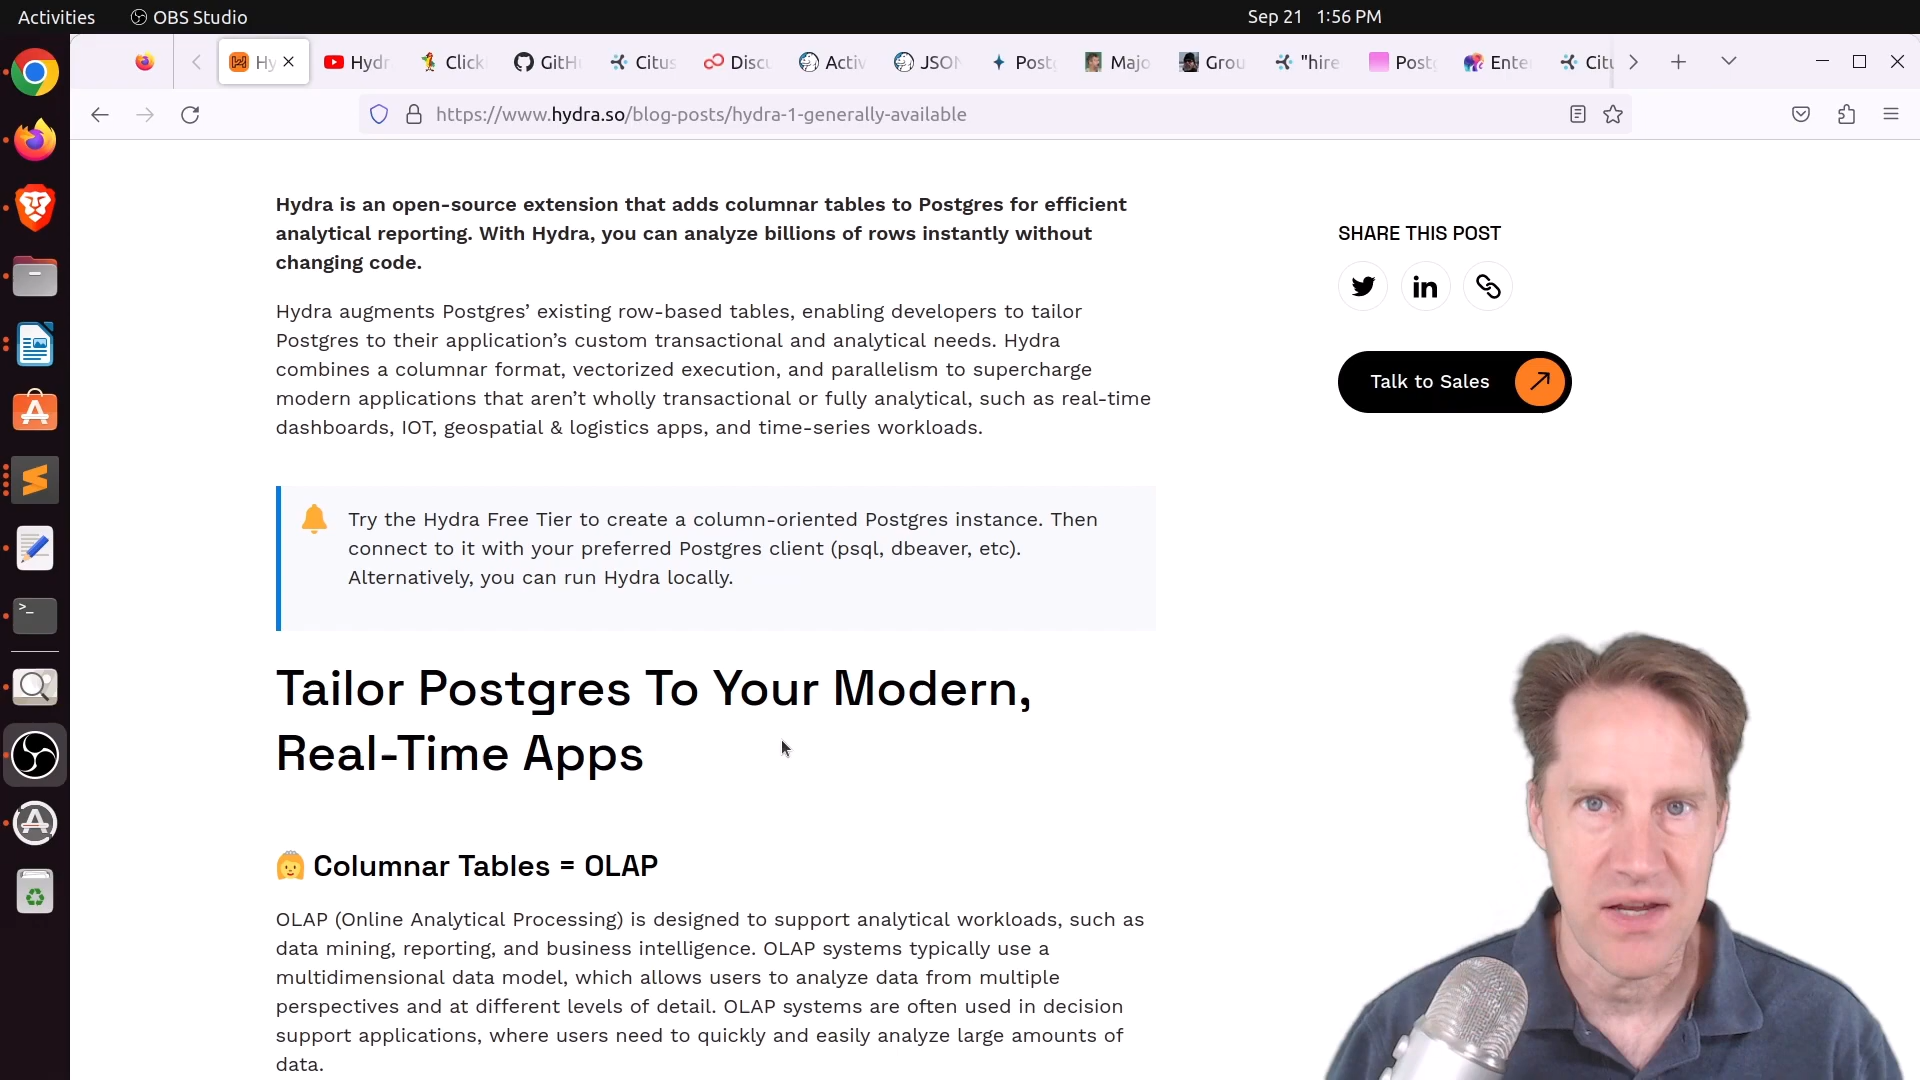 Activities
OBS Studio
Sep 21 1:56 PM
Hy
Hydr
Click
GitH
Citus
Discu
Activ
JSON
Post
Majo
Grou
"hire
Post
Ente
Citu
https://www.hydra.so/blog-posts/hydra-1-generally-available
Hydra is an open-source extension that adds columnar tables to Postgres for efficient
analytical reporting. With Hydra, you can analyze billions of rows instantly without
changing code.
Hydra augments Postgres’ existing row-based tables, enabling developers to tailor
Postgres to their application’s custom transactional and analytical needs. Hydra
combines a columnar format, vectorized execution, and parallelism to supercharge
modern applications that aren’t wholly transactional or fully analytical, such as real-time
dashboards, IOT, geospatial & logistics apps, and time-series workloads.
SHARE THIS POST
Talk to Sales
Try the Hydra Free Tier to create a column-oriented Postgres instance. Then
connect to it with your preferred Postgres client (psql, dbeaver, etc).
Alternatively, you can run Hydra locally.
Tailor Postgres To Your Modern,
Real-Time Apps
Columnar Tables = OLAP
OLAP (Online Analytical Processing) is designed to support analytical workloads, such as
data mining, reporting, and business intelligence. OLAP systems typically use a
multidimensional data model, which allows users to analyze data from multiple
perspectives and at different levels of detail. OLAP systems are often used in decision
support applications, where users need to quickly and easily analyze large amounts of
data.